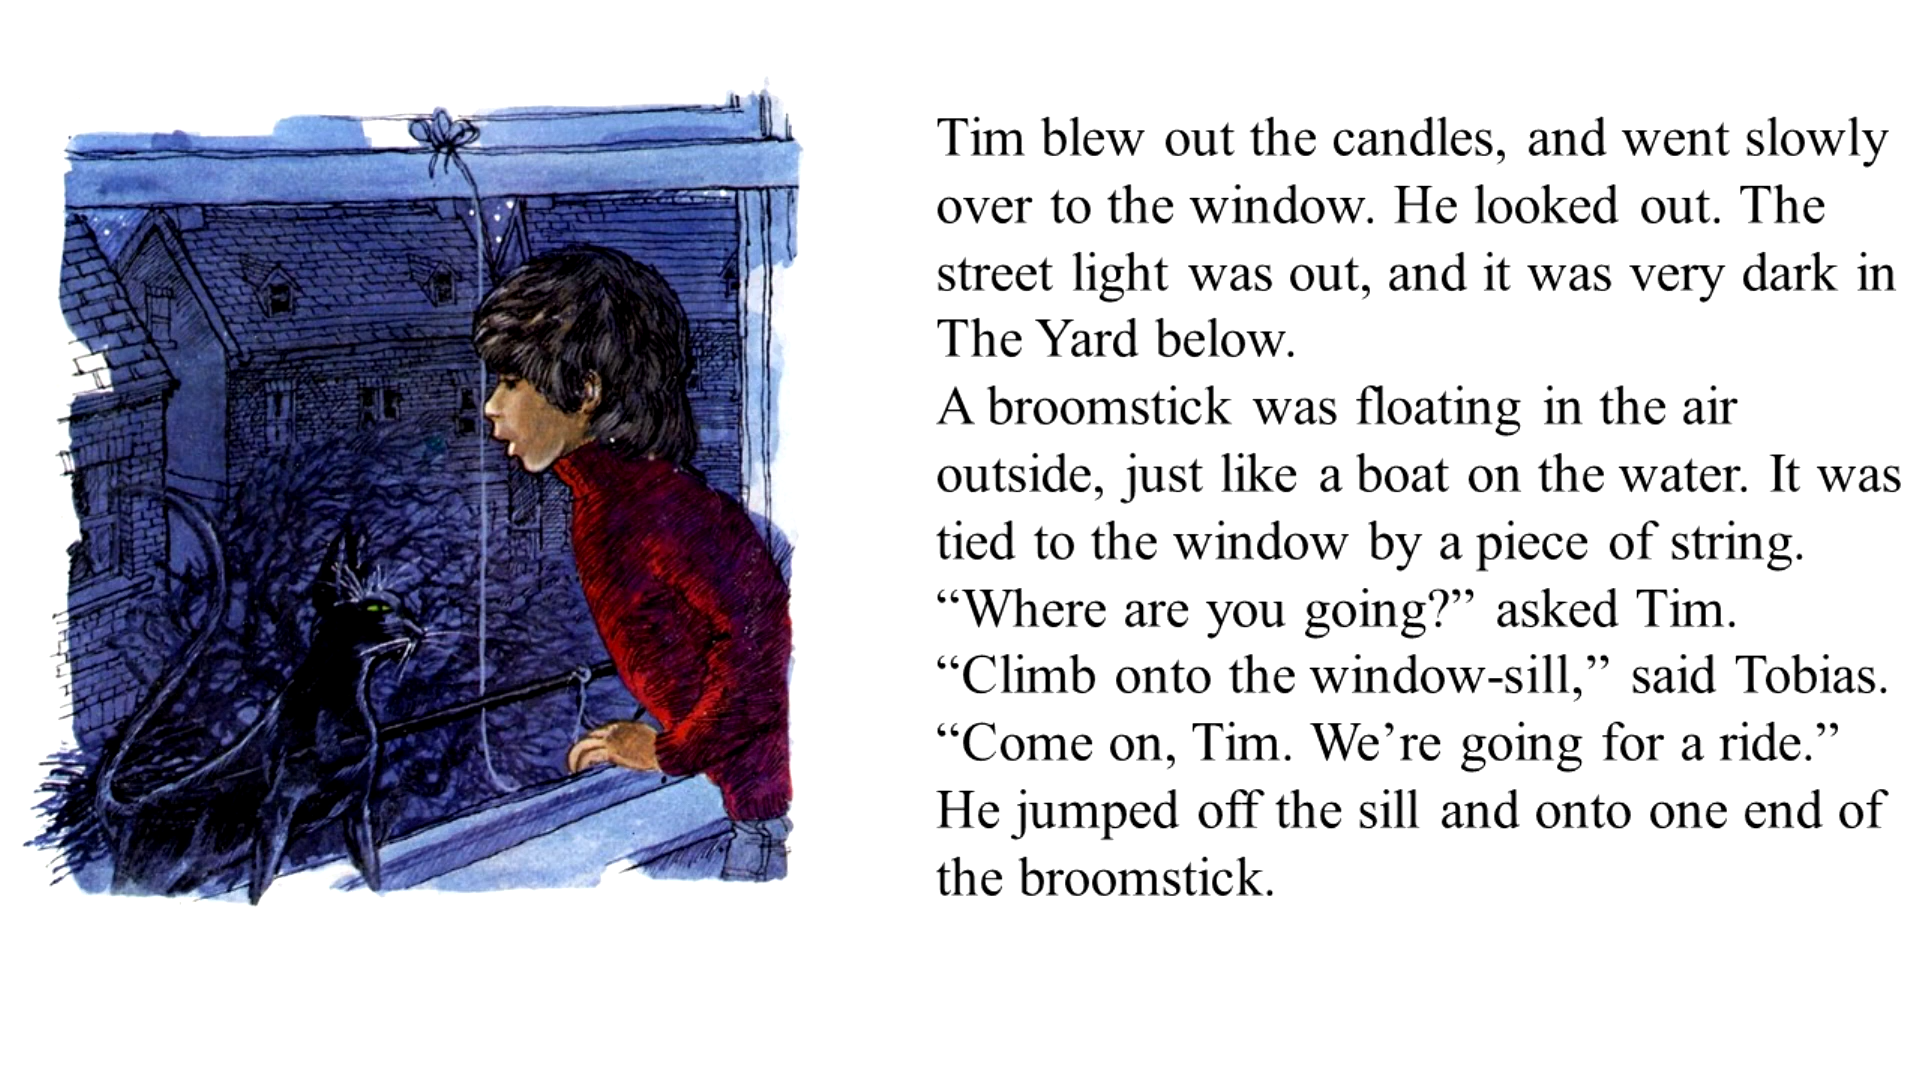 Tim blew out the candles, and went slowly
over to the window. He looked out. The
street light was out, and it was very dark in
The Yard below.
A broomstick was floating in the air
outside, just like a boat on the water. It was
tied to the window by a piece of string.
“Where are you going?” asked Tim.
“Climb onto the window-sill,” said Tobias.
“Come on, Tim. We’re going for a ride.”
He jumped off the sill and onto one end of
the broomstick.